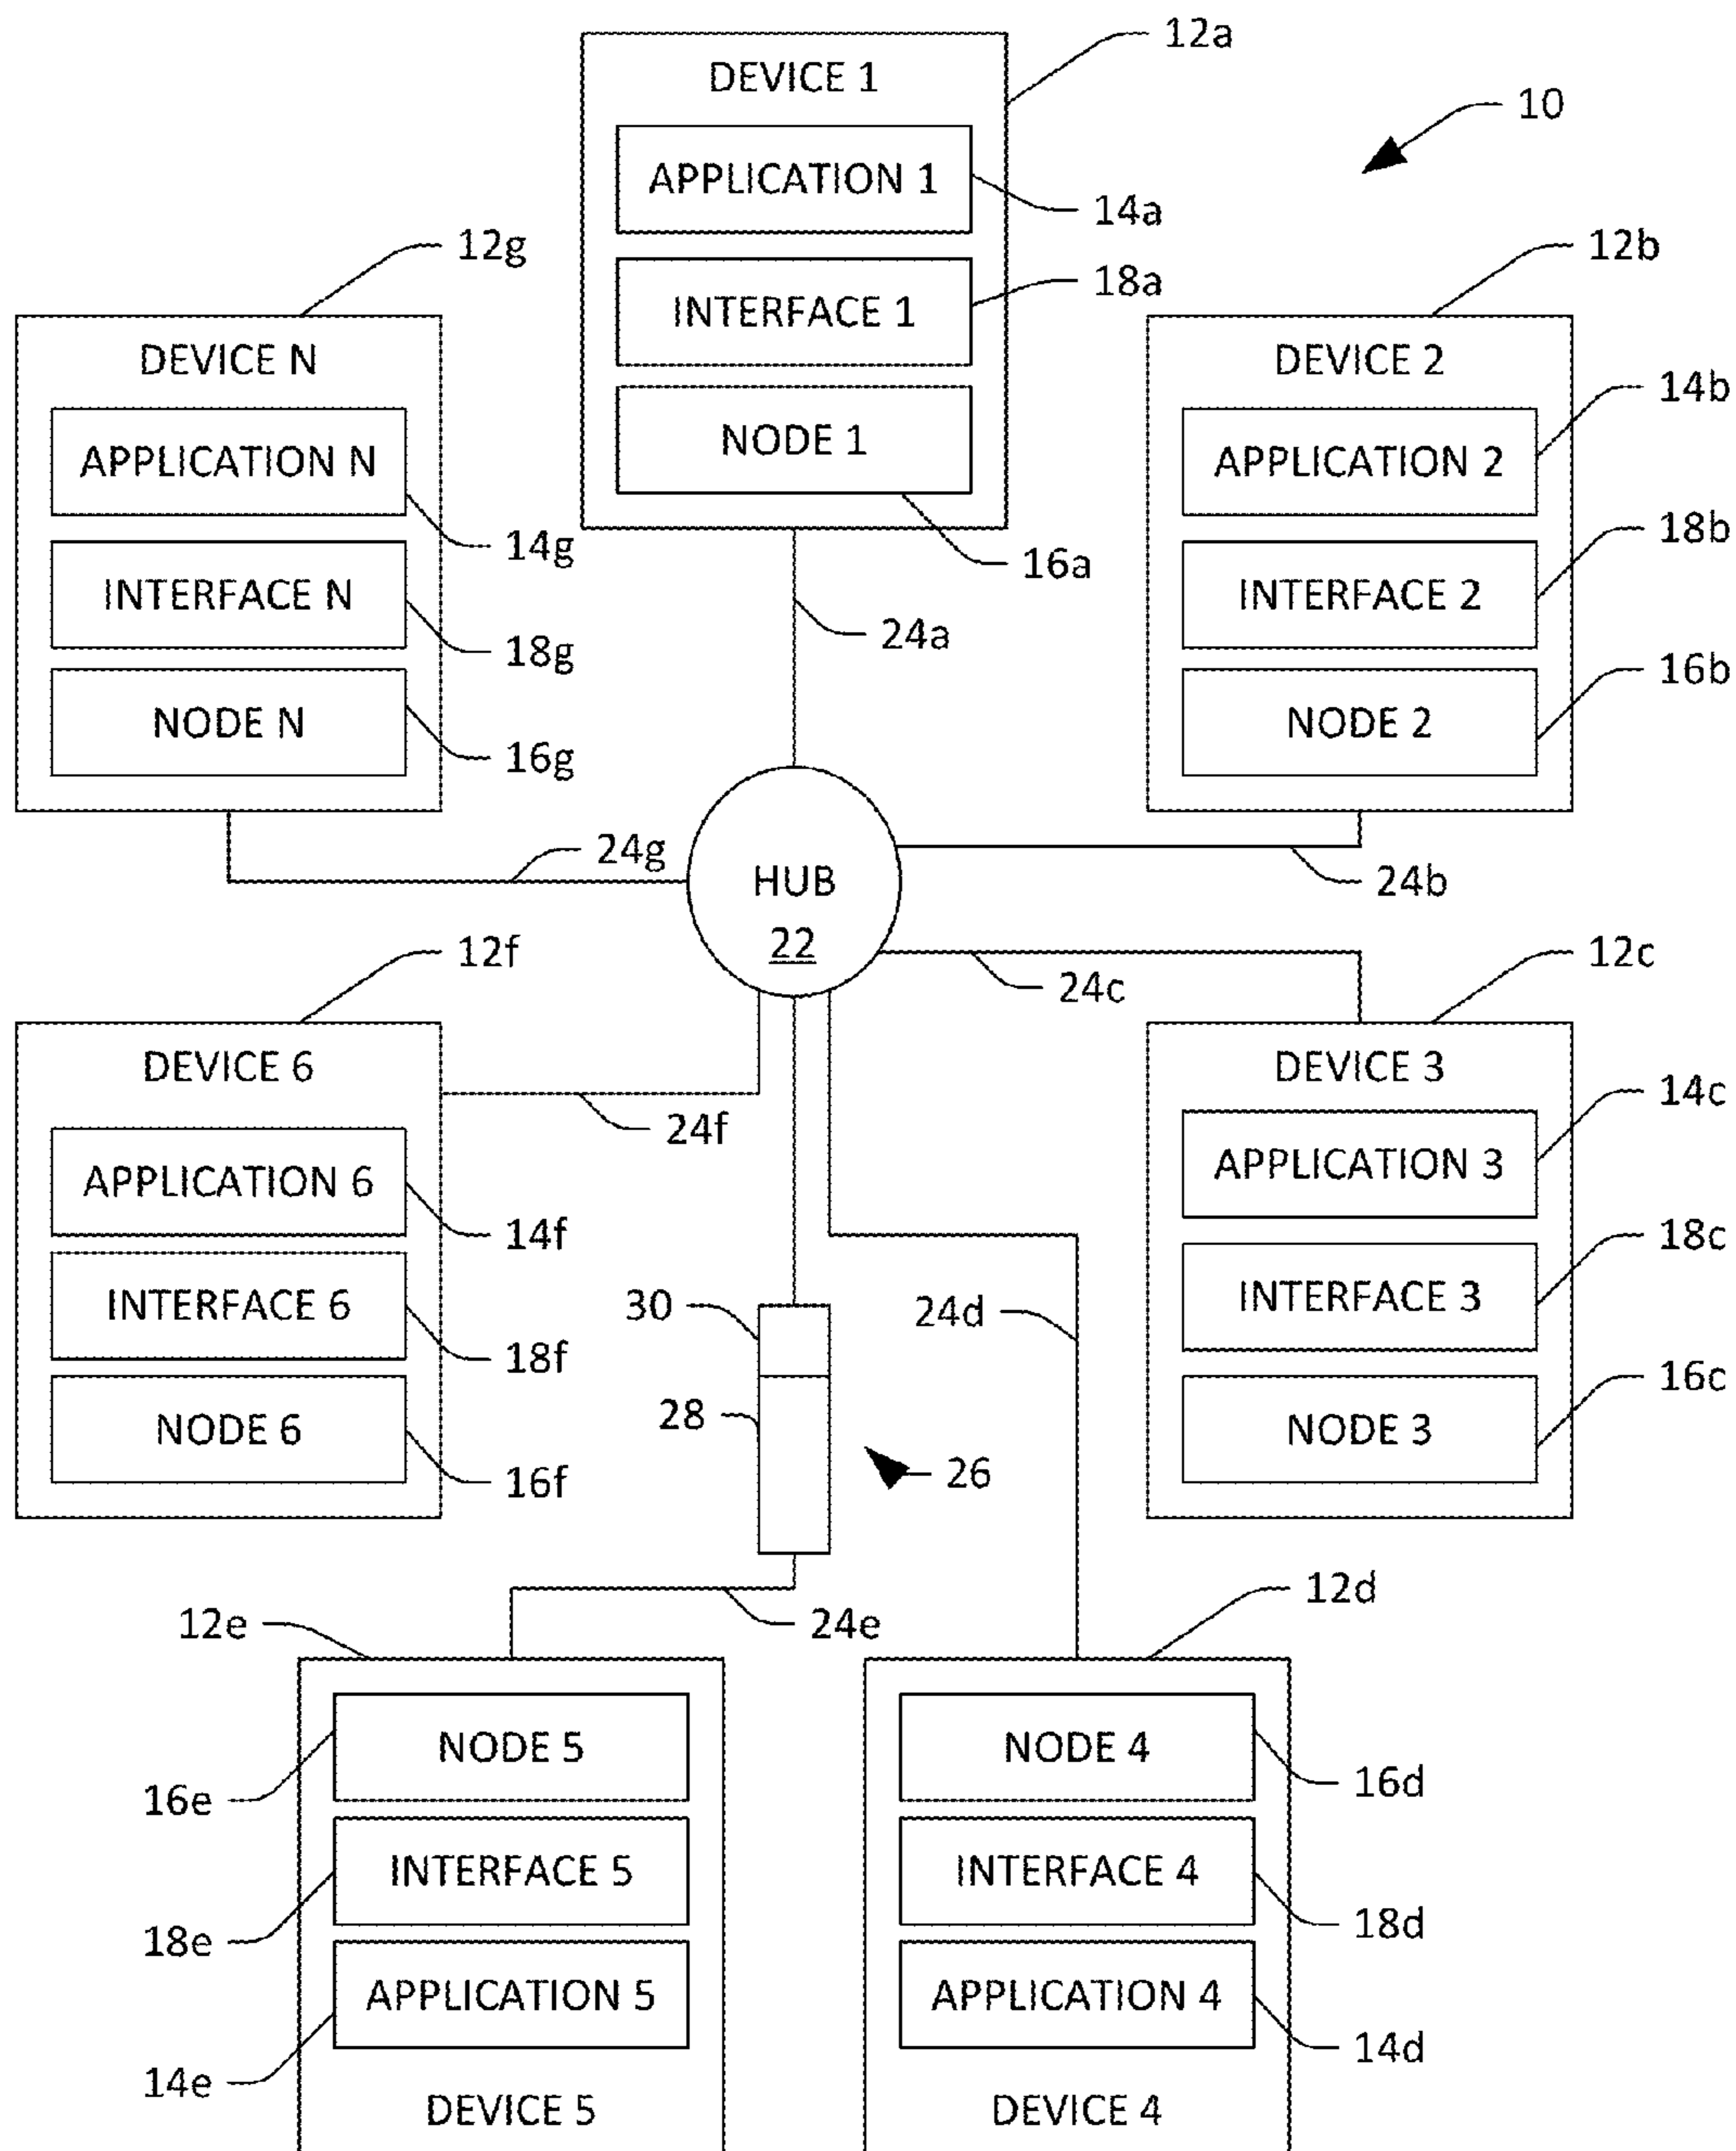 12a
DEVICE 1
10
APPLICATION 1
14a
12g
12b
18a
INTERFACE 1
DEVICE N
DEVICE 2
14b
NODE 1
APPLICATION N
APPLICATION 2
18b
14g
16a
INTERFACE N
INTERFACE 2
24a
18g
16b
NODE N
NODE 2
16g
24g
HUB
24b
22
12f
12c
24c
DEVICE 6
DEVICE 3
14c
24f
APPLICATION 6
APPLICATION 3
14f
18c
INTERFACE 6
30
24d
INTERFACE 3
18f
16c
28
NODE 6
NODE 3
26
16f
12d
12e
24e
NODE 5
NODE 4
16d
16e
INTERFACE 5
INTERFACE 4
18d
18e
APPLICATION 5
APPLICATION 4
14d
14e
DEVICE 5
DEVICE 4